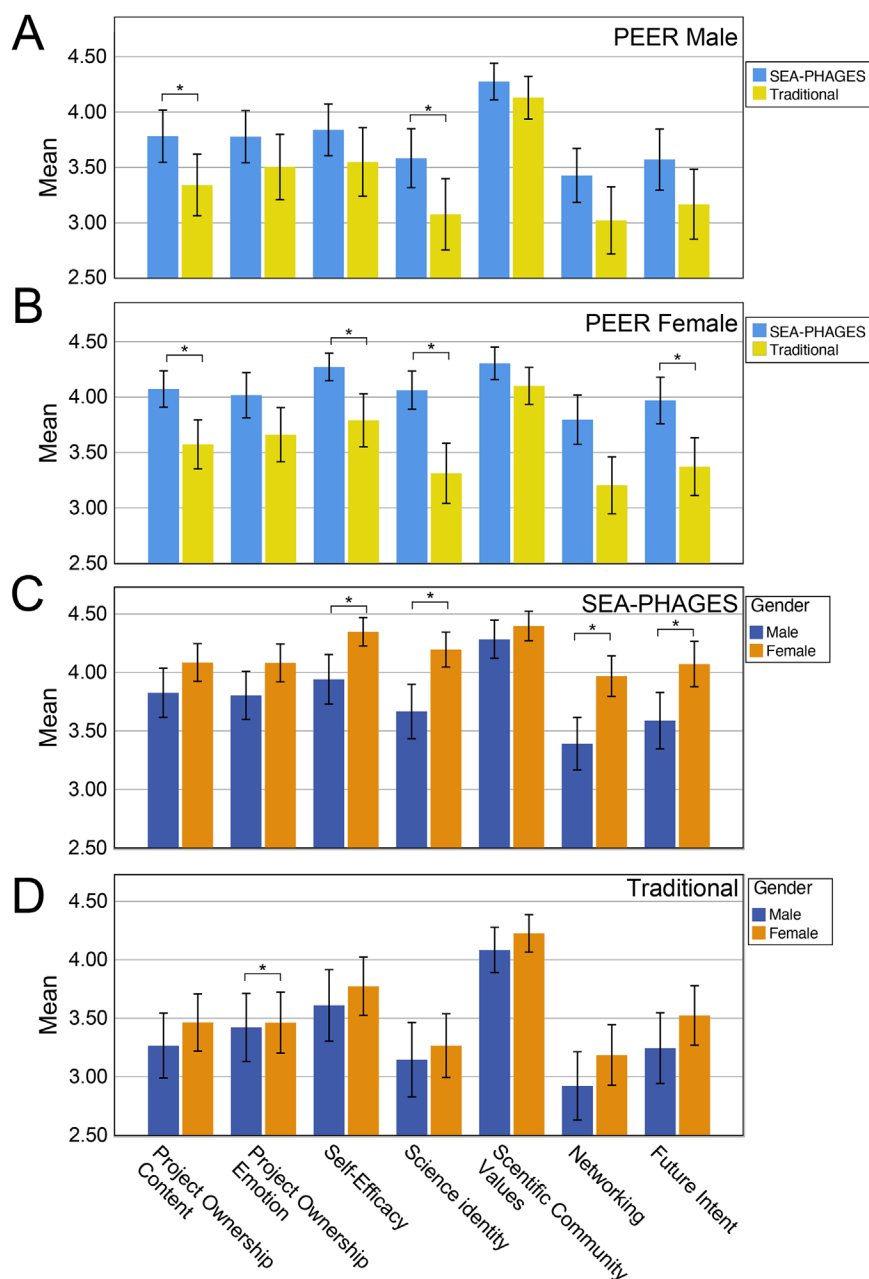 A
PEER Male
SEA-PHAGES
Traditional
*
*
4.50
4.00
3.50
3.00
2.50
Mean
B
PEER Female
SEA-PHAGES
Traditional
*
*
*
*
4.50
4.00
3.50
3.00
2.50
Mean
C
SEA-PHAGES
Gender
Male
Female
*
*
*
*
4.50
4.00
3.50
3.00
2.50
Mean
D
Traditional
Gender
Male
Female
*
4.50
4.00
3.50
3.00
2.50
Mean
Project Ownership
Content
Project Ownership
Emotion
Self-Efficacy
Science identity
Scentific Community
Values
Networking
Future Intent